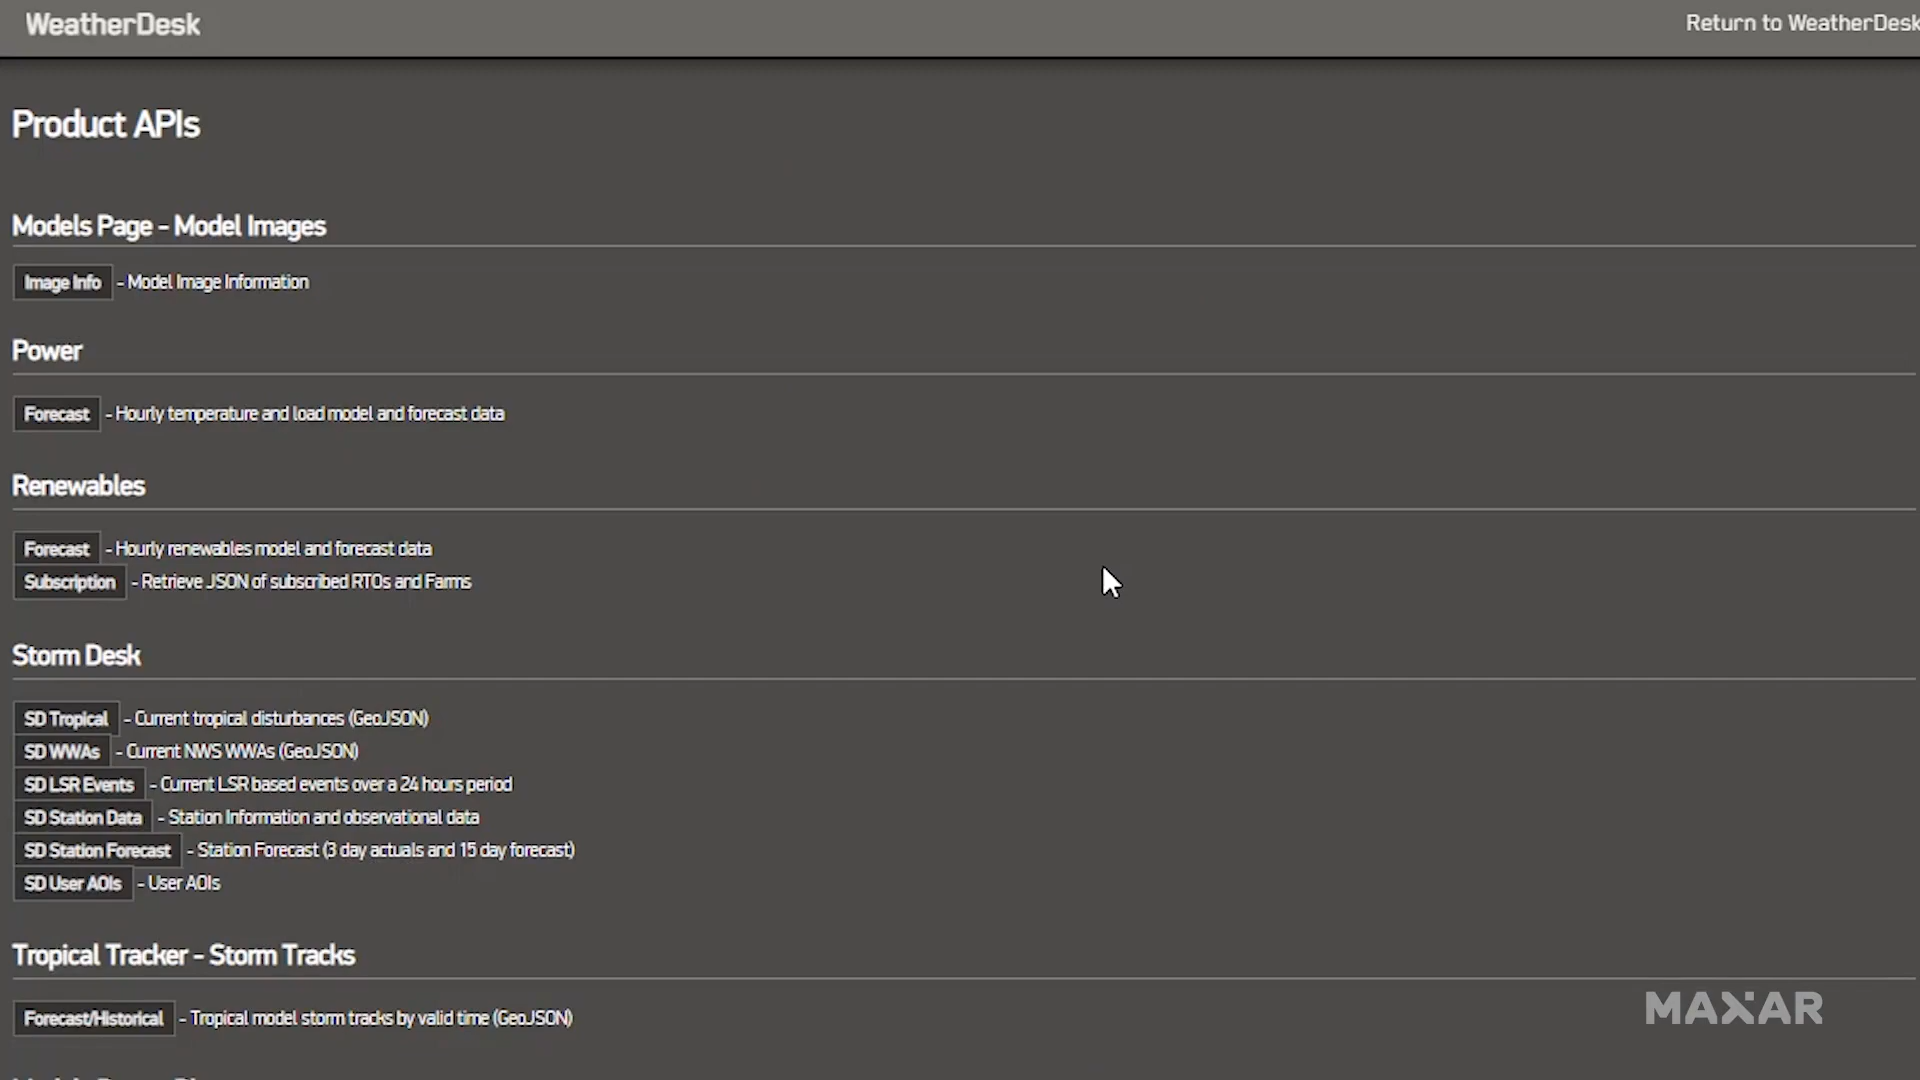 WeatherDesk
Return to WeatherDesk
Product APIs
Models Page - Model Images
Image Info - Model Image Information
Power
Forecast - Hourly temperature and load model and forecast data
Renewables
Forecast - Hourly renewables model and forecast data
Subscription - Retrieve JSON of subscribed RTOs and Farms
Storm Desk
SD Tropical - Current tropical disturbances (GeoJSON)
SD WWAs - Current NWS WWAs (GeoJSON)
SD LSR Events - Current LSR based events over a 24 hours period
SD Station Data - Station Information and observational data
SD Station Forecast - Station Forecast (3 day actuals and 15 day forecast)
SD User AOIs - User AOIs
Tropical Tracker - Storm Tracks
Forecast/Historical - Tropical model storm tracks by valid time (GeoJSON)
MAXAR